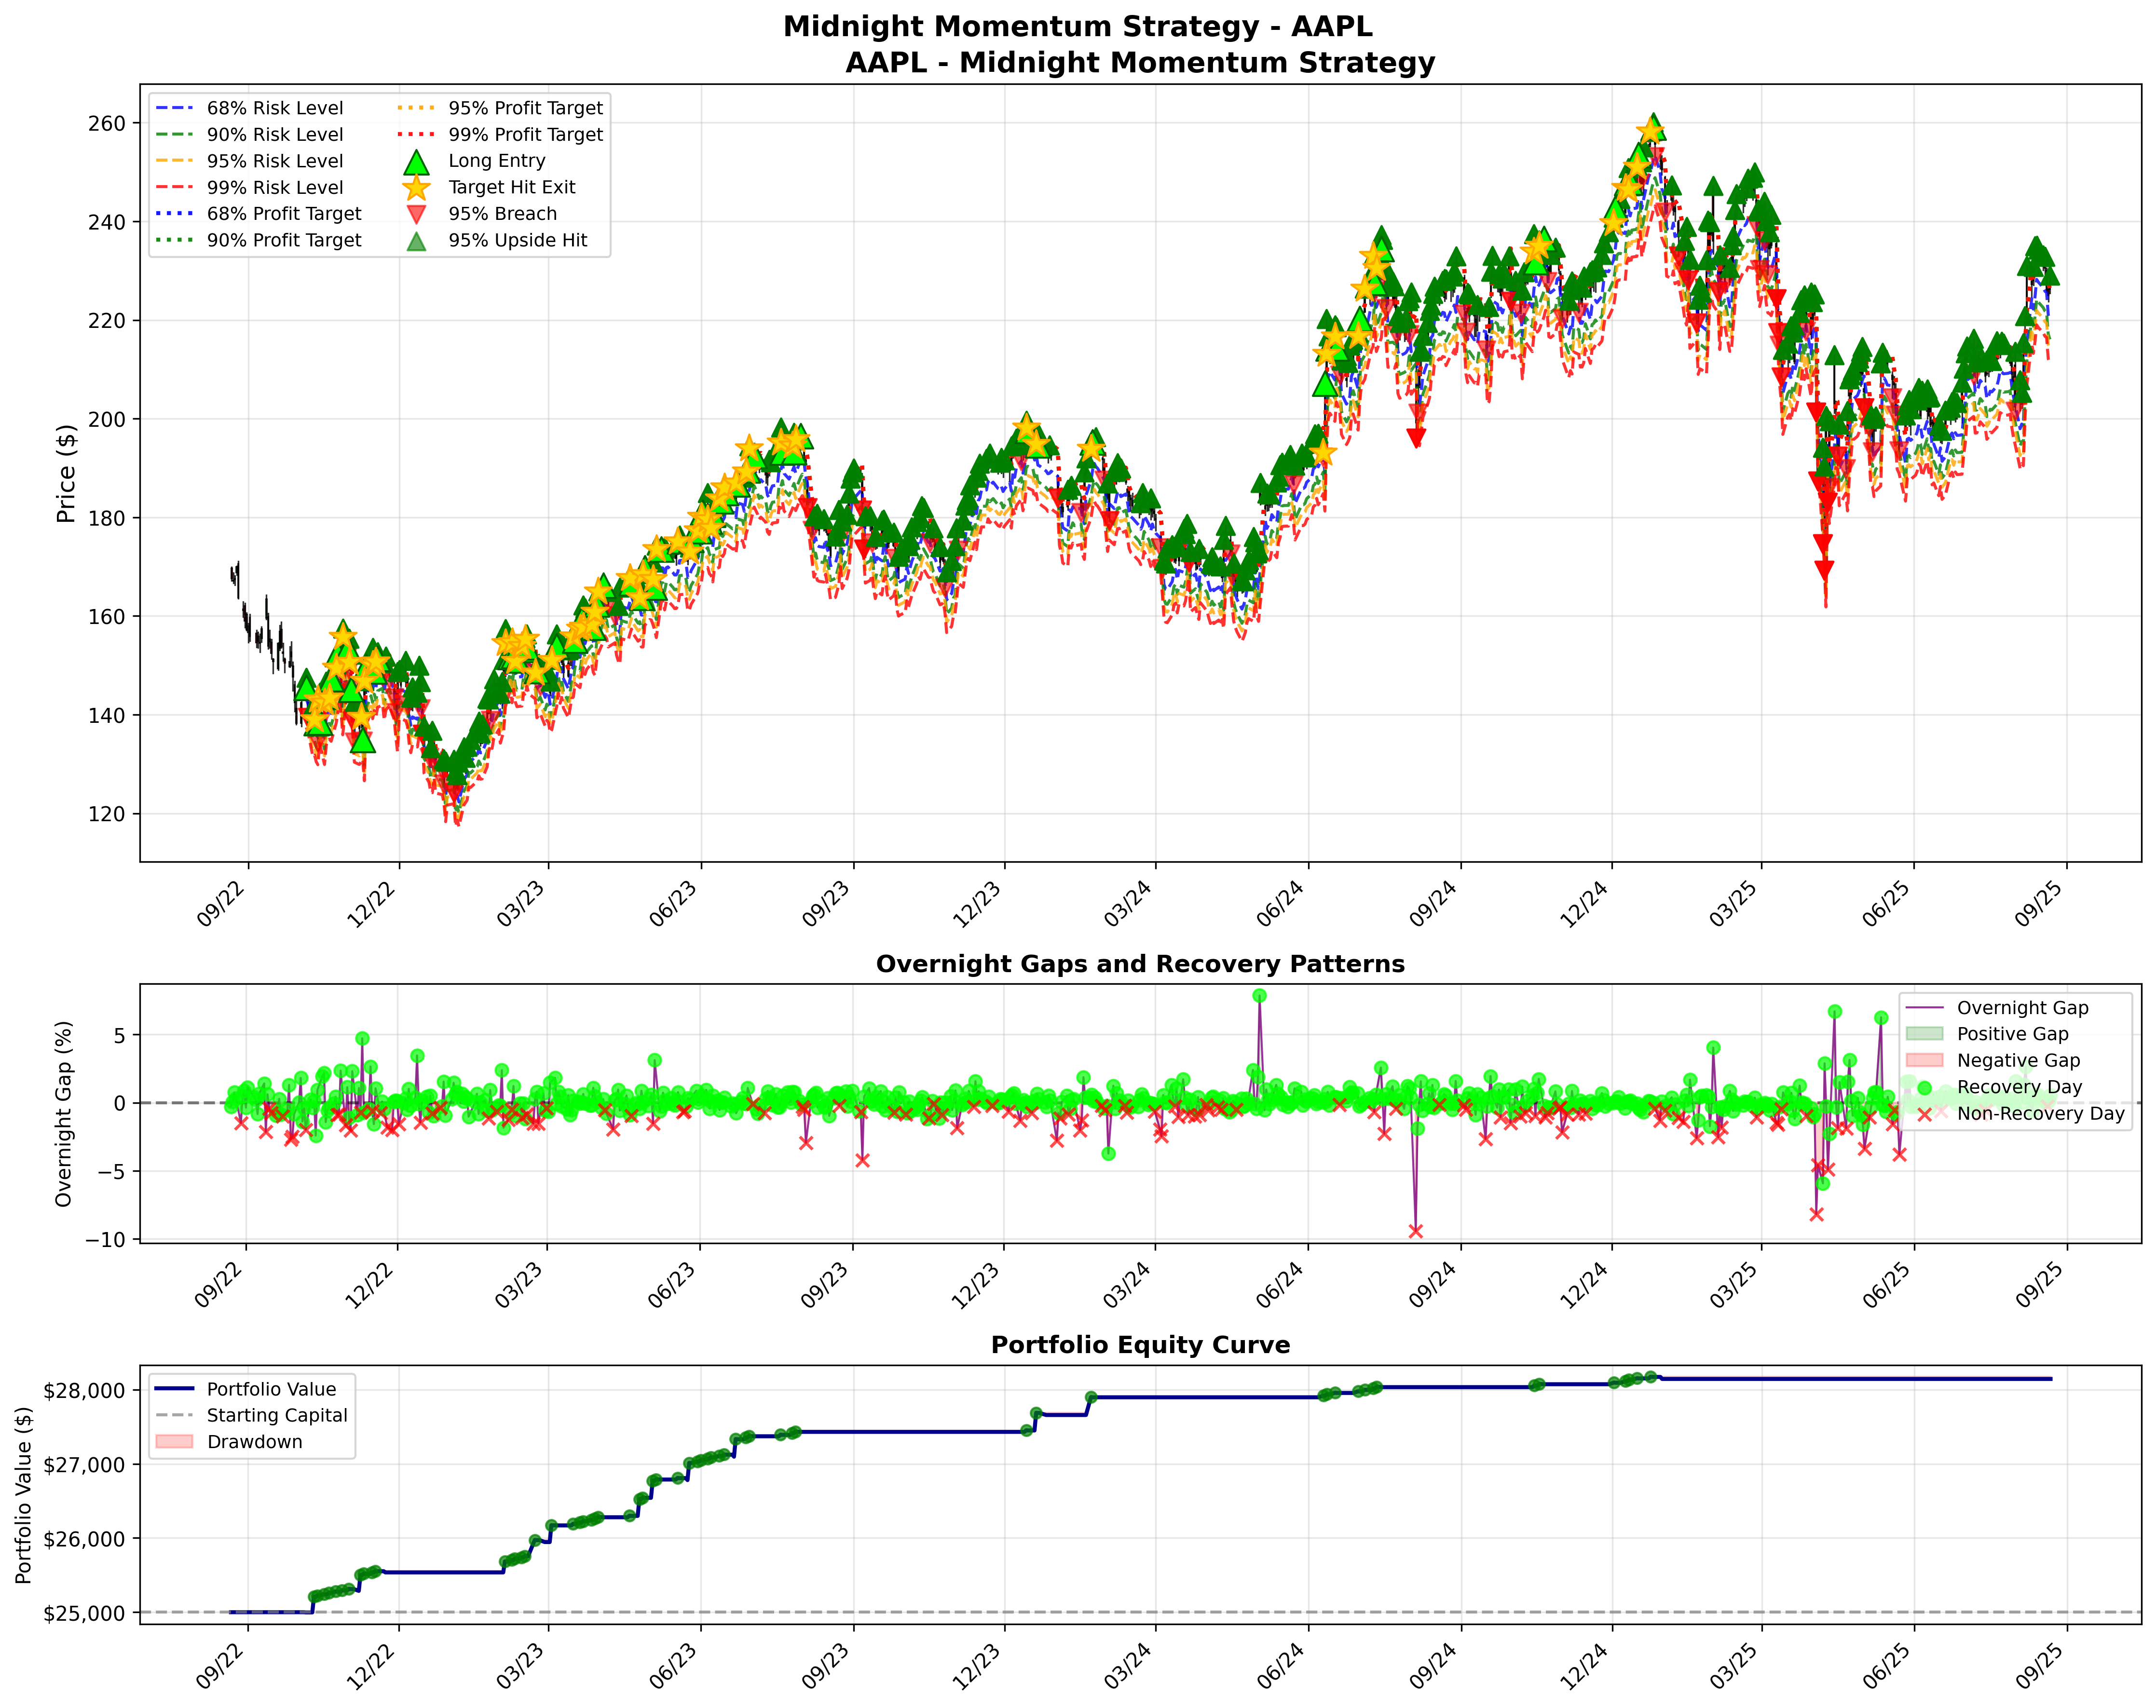 Midnight Momentum Strategy - AAPL
AAPL - Midnight Momentum Strategy
68% Risk Level
90% Risk Level
95% Risk Level
99% Risk Level
68% Profit Target
90% Profit Target
95% Profit Target
99% Profit Target
Long Entry
Target Hit Exit
95% Breach
95% Upside Hit
Price ($)
260
240
220
200
180
160
140
120
09/22
12/22
03/23
06/23
09/23
12/23
03/24
06/24
09/24
12/24
03/25
06/25
09/25
Overnight Gaps and Recovery Patterns
Overnight Gap (%)
5
0
−5
−10
Overnight Gap
Positive Gap
Negative Gap
Recovery Day
Non-Recovery Day
09/22
12/22
03/23
06/23
09/23
12/23
03/24
06/24
09/24
12/24
03/25
06/25
09/25
Portfolio Equity Curve
Portfolio Value ($)
$28,000
$27,000
$26,000
$25,000
Portfolio Value
Starting Capital
Drawdown
09/22
12/22
03/23
06/23
09/23
12/23
03/24
06/24
09/24
12/24
03/25
06/25
09/25